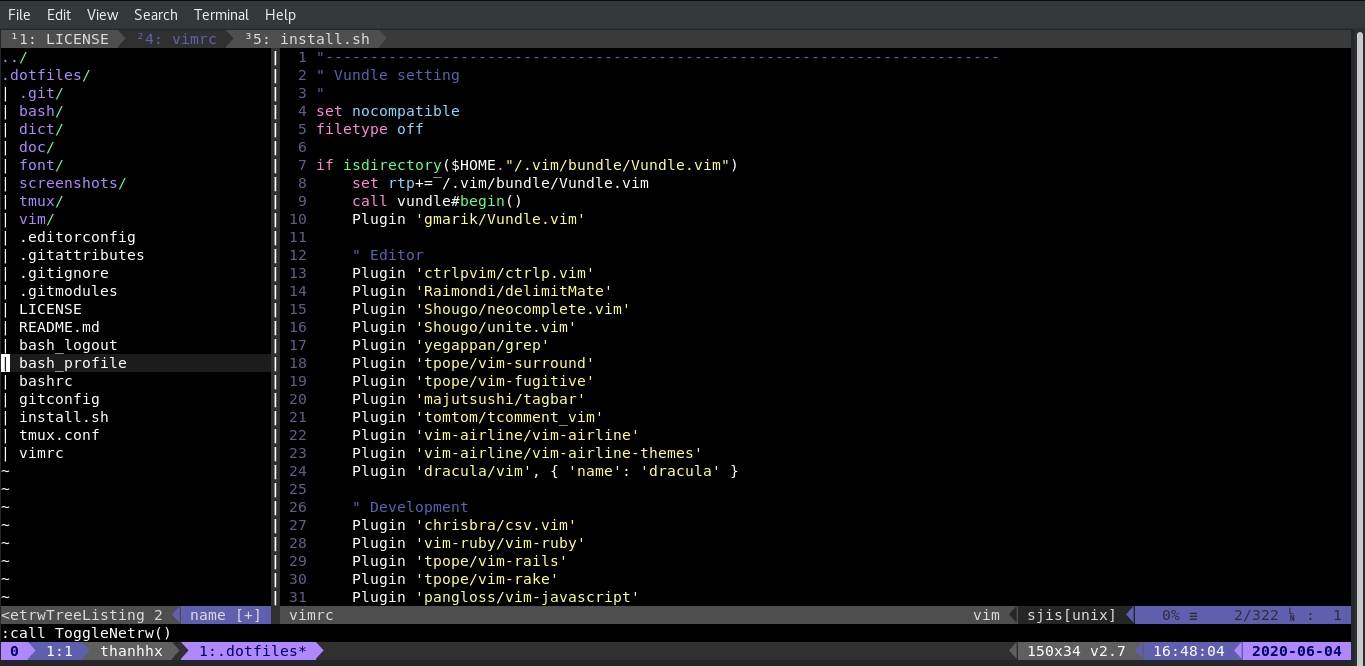 File Edit View Search Terminal Help
¹1: LICENSE ²4: vimrc ³5: install.sh
../
.dotfiles/
| .git/
| bash/
| dict/
| doc/
| font/
| screenshots/
| tmux/
| vim/
| .editorconfig
| .gitattributes
| .gitignore
| .gitmodules
| LICENSE
| README.md
| bash_logout
| bash_profile
| bashrc
| gitconfig
| install.sh
| tmux.conf
| vimrc
~
~
~
~
~
~
~
~
1 "---------------------------------------------------------------------------
2 " Vundle setting
3 "
4 set nocompatible
5 filetype off
6
7 if isdirectory($HOME."/.vim/bundle/Vundle.vim")
8     set rtp+=‾/.vim/bundle/Vundle.vim
9     call vundle#begin()
10     Plugin 'gmarik/Vundle.vim'
11
12     " Editor
13     Plugin 'ctrlpvim/ctrlp.vim'
14     Plugin 'Raimondi/delimitMate'
15     Plugin 'Shougo/neocomplete.vim'
16     Plugin 'Shougo/unite.vim'
17     Plugin 'yegappan/grep'
18     Plugin 'tpope/vim-surround'
19     Plugin 'tpope/vim-fugitive'
20     Plugin 'majutsushi/tagbar'
21     Plugin 'tomtom/tcomment_vim'
22     Plugin 'vim-airline/vim-airline'
23     Plugin 'vim-airline/vim-airline-themes'
24     Plugin 'dracula/vim', { 'name': 'dracula' }
25
26     " Development
27     Plugin 'chrisbra/csv.vim'
28     Plugin 'vim-ruby/vim-ruby'
29     Plugin 'tpope/vim-rails'
30     Plugin 'tpope/vim-rake'
31     Plugin 'pangloss/vim-javascript'
<etrwTreeListing 2 name [+] vimrc vim sjis[unix] 0% ≡ 2/322 ㏑ : 1
:call ToggleNetrw()
0 1:1 thanhhx 1:.dotfiles* 150x34 v2.7 16:48:04 2020-06-04